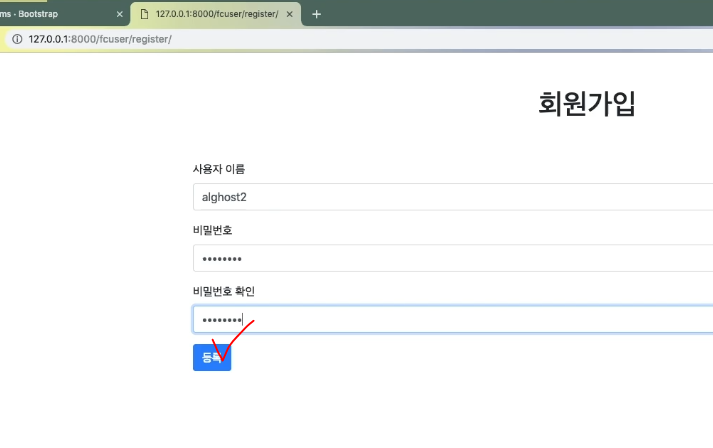 ms - Bootstrap
127.0.0.1:8000/fcuser/register/
127.0.0.1:8000/fcuser/register/
회원가입
사용자 이름
alghost2
비밀번호
••••••••
비밀번호 확인
••••••••
등록